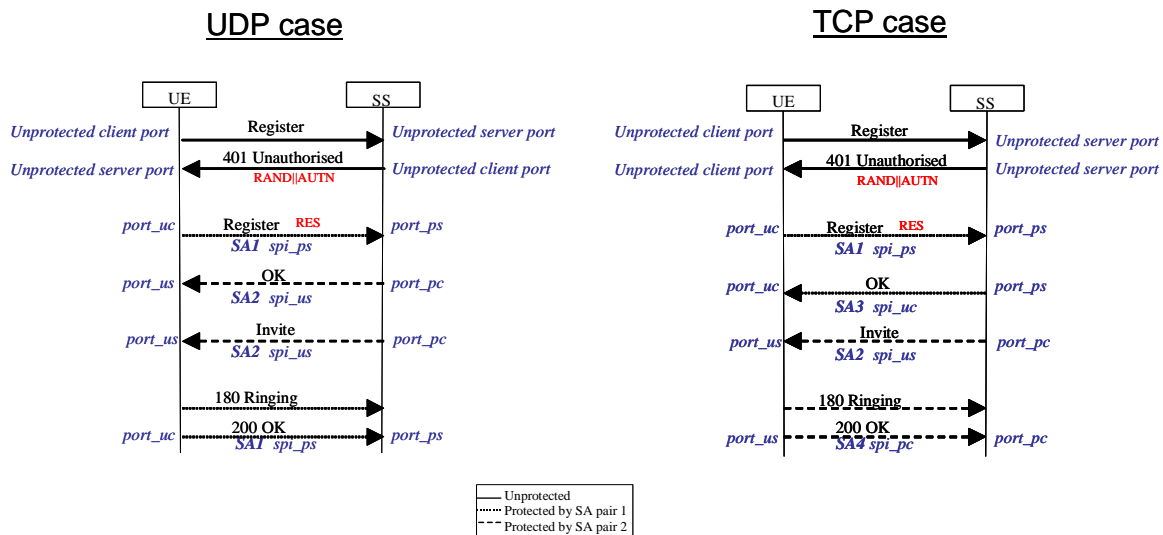 UDP case
UE
SS
Unprotected client port
Register
Unprotected server port
Unprotected server port
401 Unauthorised
RAND||AUTN
Unprotected client port
port_uc
Register
RES
port_ps
SA1 spi_ps
port_us
OK
port_pc
SA2 spi_us
port_us
Invite
port_pc
SA2 spi_us
180 Ringing
port_uc
200 OK
port_ps
SA1 spi_ps
TCP case
UE
SS
Unprotected client port
Register
Unprotected server port
Unprotected client port
401 Unauthorised
RAND||AUTN
Unprotected server port
port_uc
Register
RES
port_ps
SA1 spi_ps
port_uc
OK
port_ps
SA3 spi_uc
port_us
Invite
port_pc
SA2 spi_us
180 Ringing
port_us
200 OK
port_pc
SA4 spi_pc
Unprotected
Protected by SA pair 1
Protected by SA pair 2